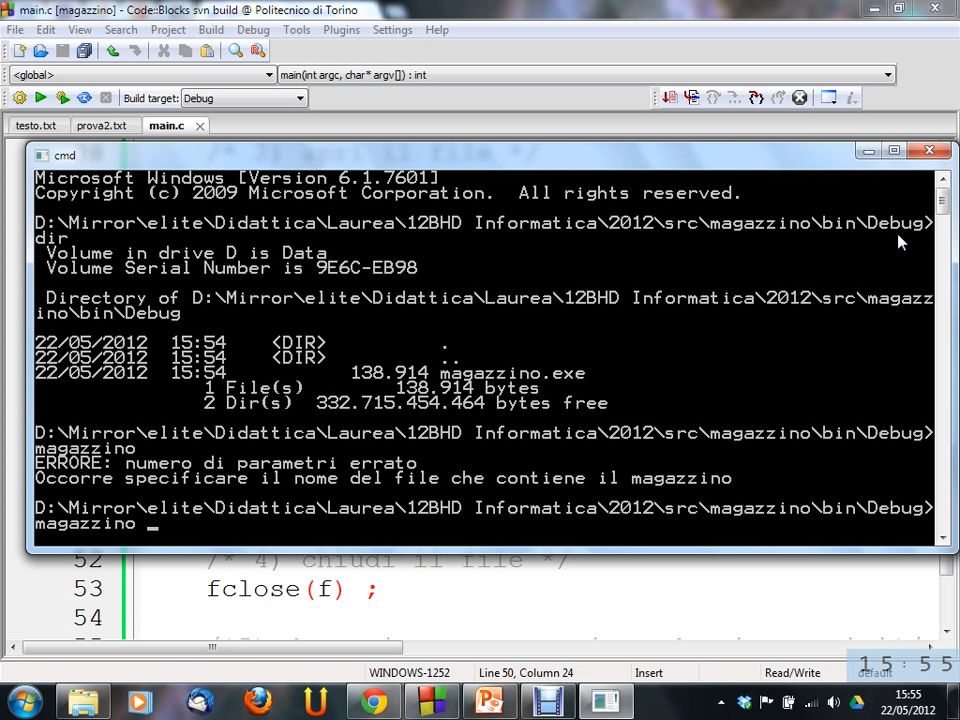 main.c [magazzino] - Code::Blocks svn build @ Politecnico di Torino
File Edit View Search Project Build Debug Tools Plugins Settings Help
<global> main(int argc, char* argv[]) : int
Build target: Debug
testo.txt prova2.txt main.c
cmd
Microsoft Windows [Version 6.1.7601]
Copyright (c) 2009 Microsoft Corporation. All rights reserved.
D:\Mirror\elite\Didattica\Laurea\12BHD Informatica\2012\src\magazzino\bin\Debug>
dir
Volume in drive D is Data
Volume Serial Number is 9E6C-EB98
Directory of D:\Mirror\elite\Didattica\Laurea\12BHD Informatica\2012\src\magazz
ino\bin\Debug
22/05/2012 15:54 <DIR> .
22/05/2012 15:54 <DIR> ..
22/05/2012 15:54 138.914 magazzino.exe
1 File(s) 138.914 bytes
2 Dir(s) 332.715.454.464 bytes free
D:\Mirror\elite\Didattica\Laurea\12BHD Informatica\2012\src\magazzino\bin\Debug>
magazzino
ERRORE: numero di parametri errato
Occorre specificare il nome del file che contiene il magazzino
D:\Mirror\elite\Didattica\Laurea\12BHD Informatica\2012\src\magazzino\bin\Debug>
magazzino _
52 /* 4) chiudi il file */
53 fclose(f) ;
54
WINDOWS-1252 Line 50, Column 24 Insert Read/Write default
15:55
15:55
22/05/2012